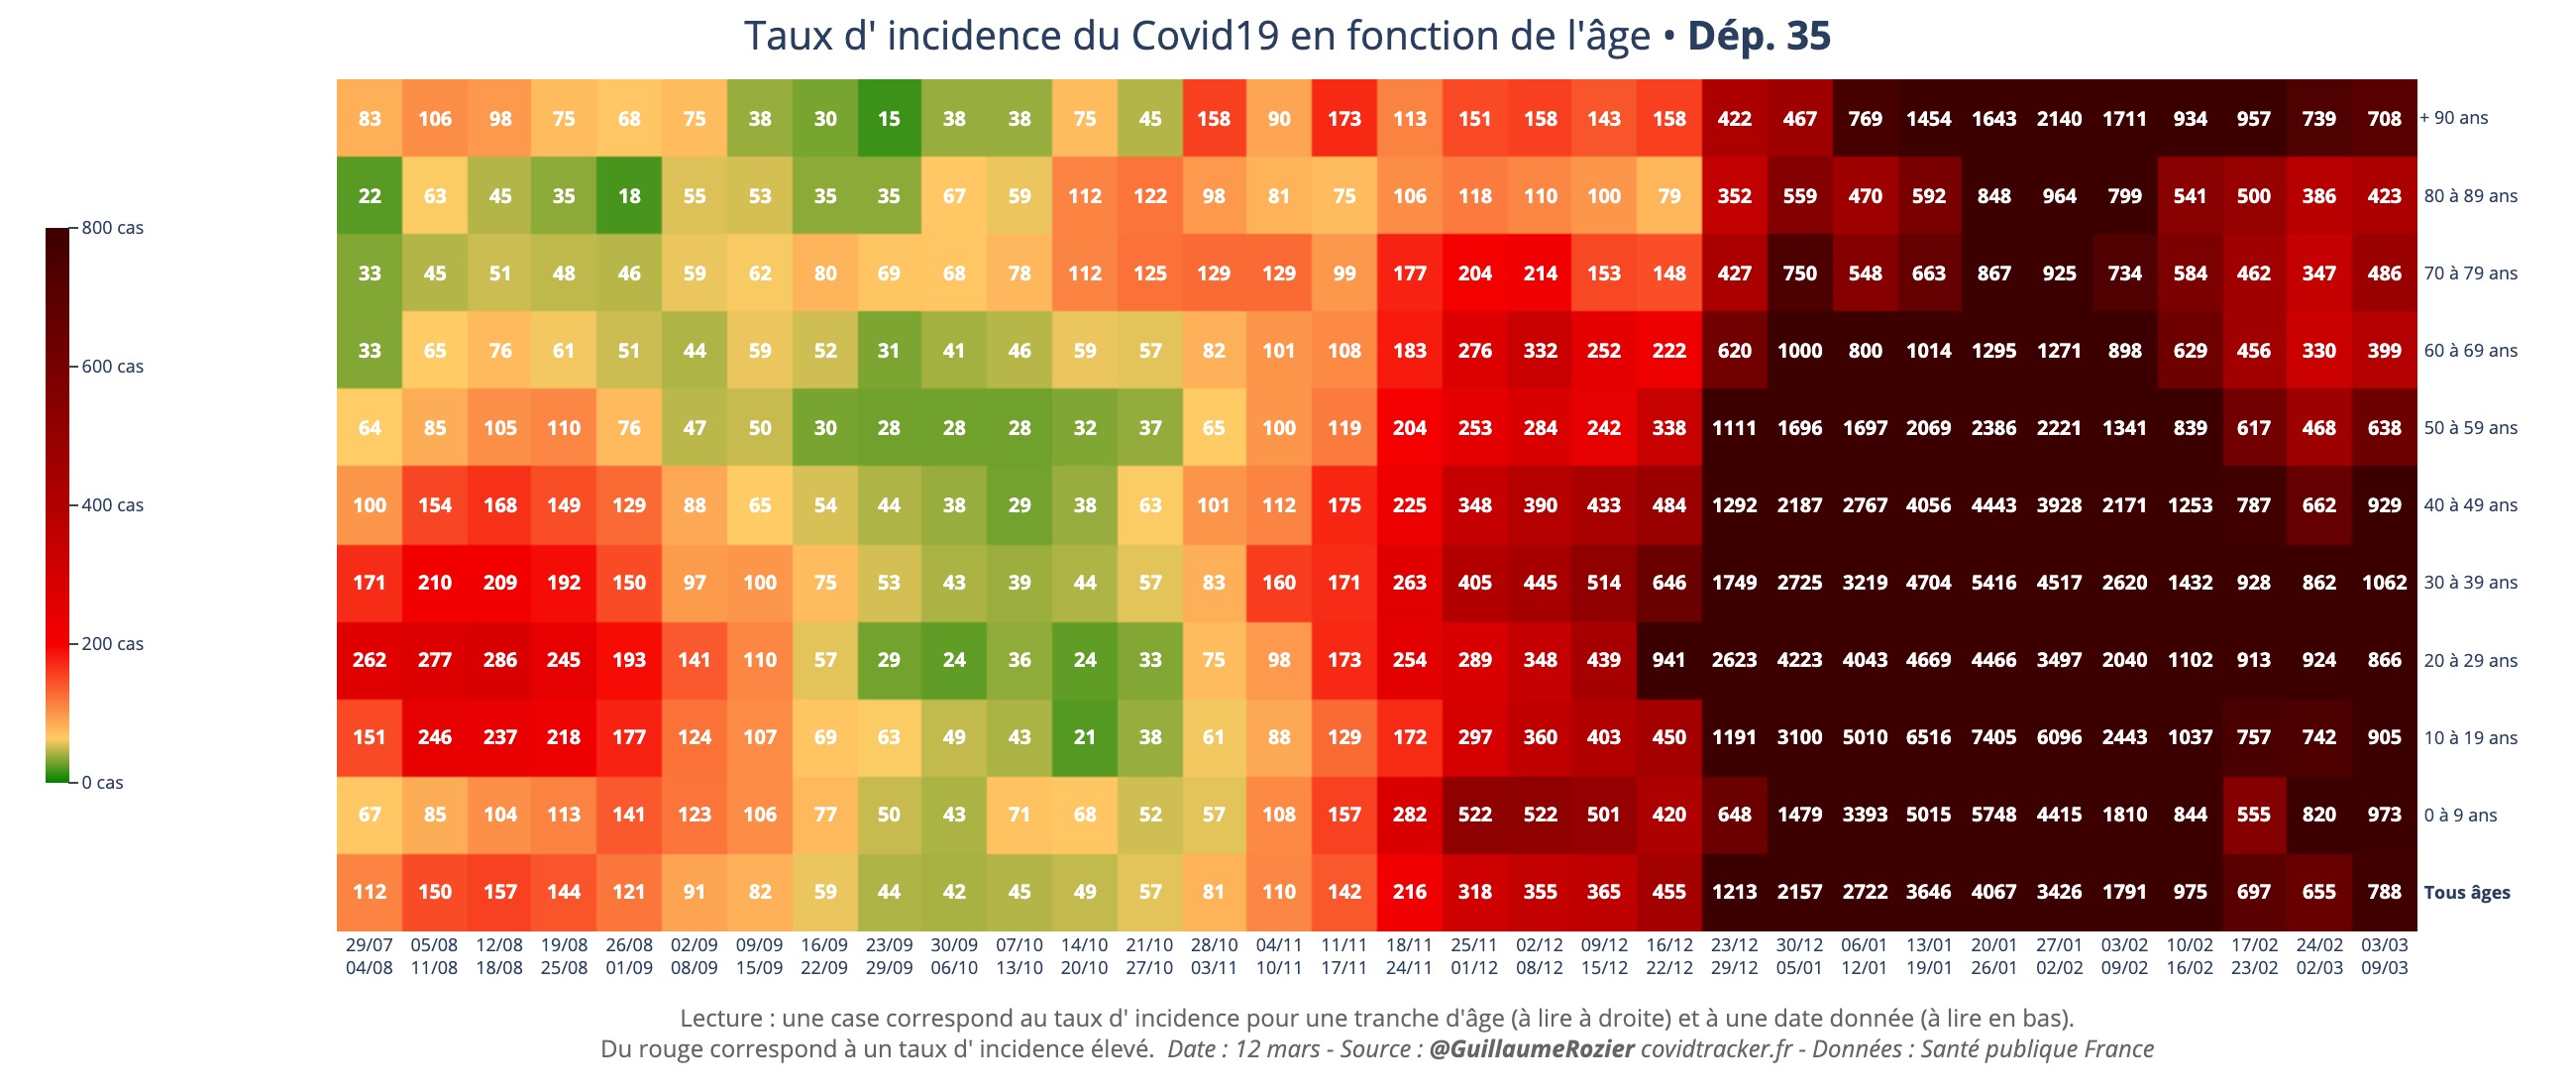 Taux d' incidence du Covid19 en fonction de l'âge • Dép. 35
83 106 98 75 68 75 38 30 15 38 38 75 45 158 90 173 113 151 158 143 158 422 467 769 1454 1643 2140 1711 934 957 739 708 + 90 ans
22 63 45 35 18 55 53 35 35 67 59 112 122 98 81 75 106 118 110 100 79 352 559 470 592 848 964 799 541 500 386 423 80 à 89 ans
800 cas
33 45 51 48 46 59 62 80 69 68 78 112 125 129 129 99 177 204 214 153 148 427 750 548 663 867 925 734 584 462 347 486 70 à 79 ans
33 65 76 61 51 44 59 52 31 41 46 59 57 82 101 108 183 276 332 252 222 620 1000 800 1014 1295 1271 898 629 456 330 399 60 à 69 ans
600 cas
64 85 105 110 76 47 50 30 28 28 28 32 37 65 100 119 204 253 284 242 338 1111 1696 1697 2069 2386 2221 1341 839 617 468 638 50 à 59 ans
400 cas
100 154 168 149 129 88 65 54 44 38 29 38 63 101 112 175 225 348 390 433 484 1292 2187 2767 4056 4443 3928 2171 1253 787 662 929 40 à 49 ans
171 210 209 192 150 97 100 75 53 43 39 44 57 83 160 171 263 405 445 514 646 1749 2725 3219 4704 5416 4517 2620 1432 928 862 1062 30 à 39 ans
200 cas
262 277 286 245 193 141 110 57 29 24 36 24 33 75 98 173 254 289 348 439 941 2623 4223 4043 4669 4466 3497 2040 1102 913 924 866 20 à 29 ans
151 246 237 218 177 124 107 69 63 49 43 21 38 61 88 129 172 297 360 403 450 1191 3100 5010 6516 7405 6096 2443 1037 757 742 905 10 à 19 ans
0 cas
67 85 104 113 141 123 106 77 50 43 71 68 52 57 108 157 282 522 522 501 420 648 1479 3393 5015 5748 4415 1810 844 555 820 973 0 à 9 ans
112 150 157 144 121 91 82 59 44 42 45 49 57 81 110 142 216 318 355 365 455 1213 2157 2722 3646 4067 3426 1791 975 697 655 788 Tous âges
29/07 05/08 12/08 19/08 26/08 02/09 09/09 16/09 23/09 30/09 07/10 14/10 21/10 28/10 04/11 11/11 18/11 25/11 02/12 09/12 16/12 23/12 30/12 06/01 13/01 20/01 27/01 03/02 10/02 17/02 24/02 03/03
04/08 11/08 18/08 25/08 01/09 08/09 15/09 22/09 29/09 06/10 13/10 20/10 27/10 03/11 10/11 17/11 24/11 01/12 08/12 15/12 22/12 29/12 05/01 12/01 19/01 26/01 02/02 09/02 16/02 23/02 02/03 09/03
Lecture : une case correspond au taux d' incidence pour une tranche d'âge (à lire à droite) et à une date donnée (à lire en bas).
Du rouge correspond à un taux d' incidence élevé. Date : 12 mars - Source : @GuillaumeRozier covidtracker.fr - Données : Santé publique France